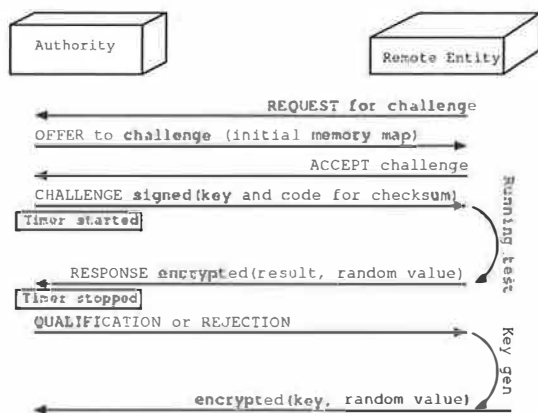 Authority
Remote Entity
REQUEST for challenge
OFFER to challenge (initial memory map)
ACCEPT challenge
CHALLENGE signed(key and code for checksum)
Timer started
Running test
RESPONSE encrypted(result, random value)
Timer stopped
QUALIFICATION or REJECTION
Key gen
encrypted(key, random value)